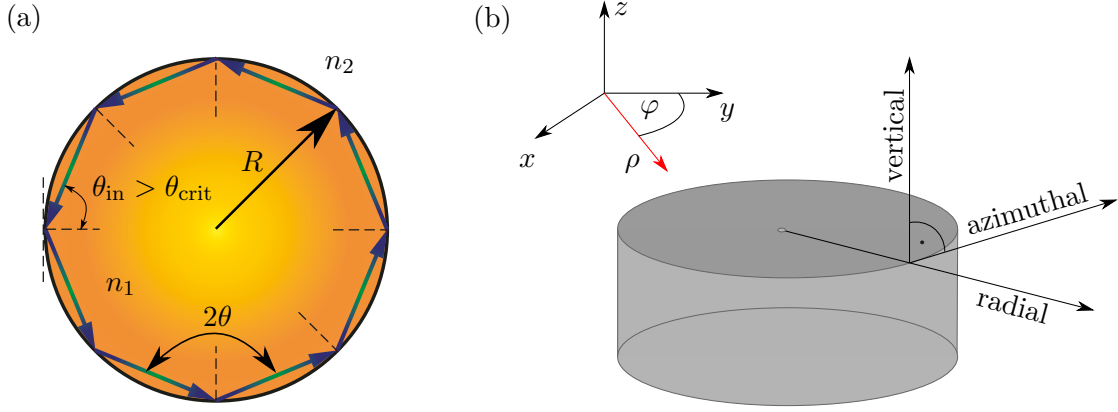 (a)
n₂
R
θin > θcrit
n₁
2θ
(b)
z
φ
y
x
ρ
vertical
azimuthal
radial